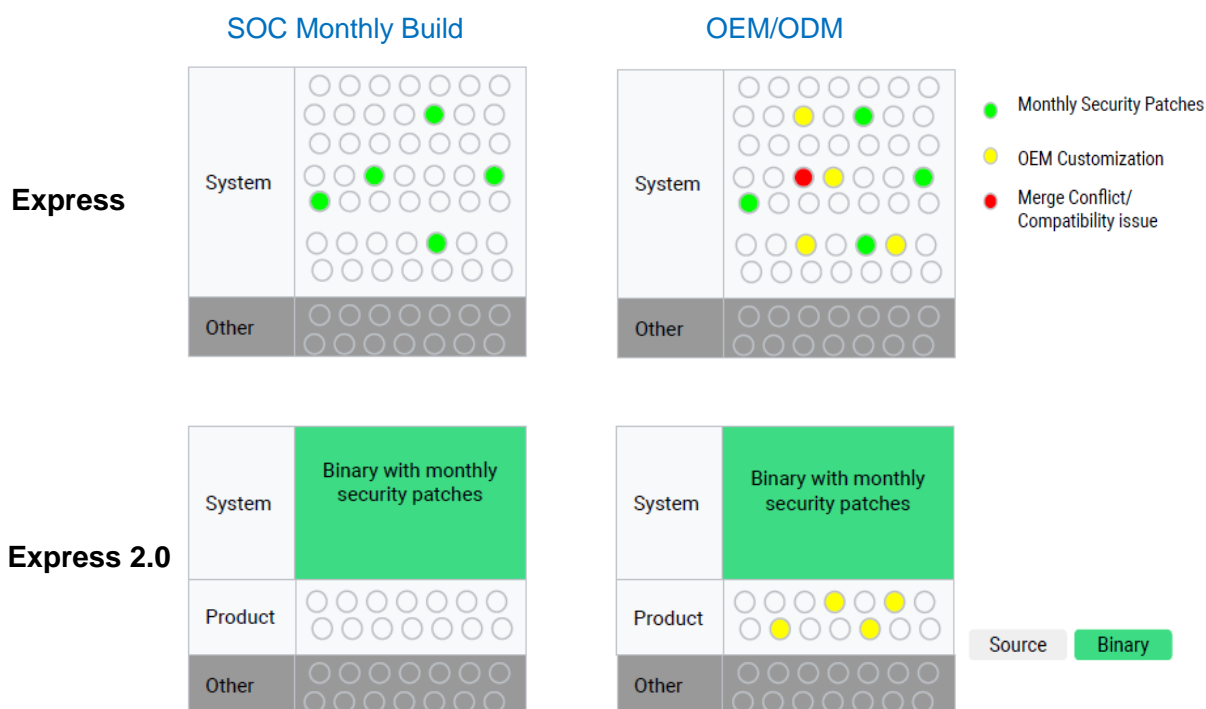 SOC Monthly Build
OEM/ODM
Express
System
Other
System
Other
Monthly Security Patches
OEM Customization
Merge Conflict/
Compatibility issue
Express 2.0
System
Binary with monthly
security patches
Product
Other
System
Binary with monthly
security patches
Product
Other
Source
Binary